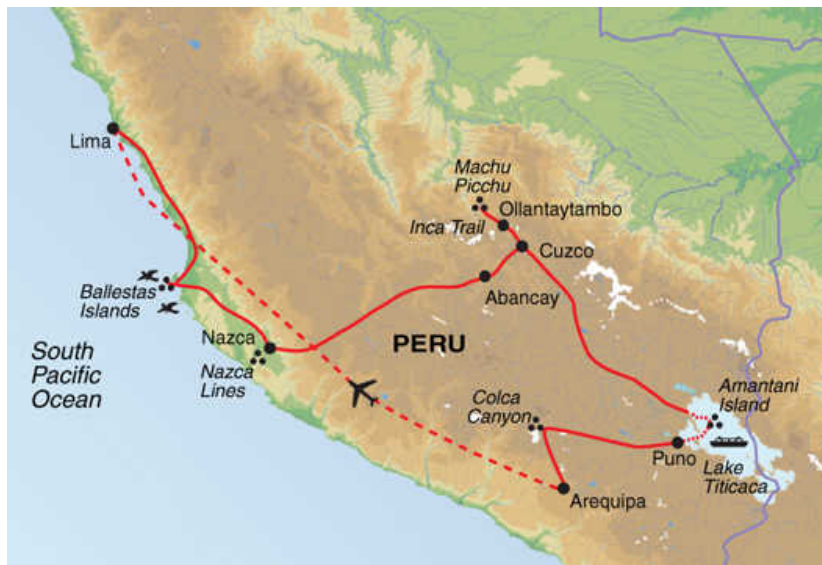 Lima
Machu
Picchu
Ollantaytambo
Inca Trail
Cuzco
Ballestas
Islands
Abancay
Nazca
PERU
South
Pacific
Ocean
Nazca
Lines
Colca
Canyon
Amantani
Island
Puno
Lake
Titicaca
Arequipa